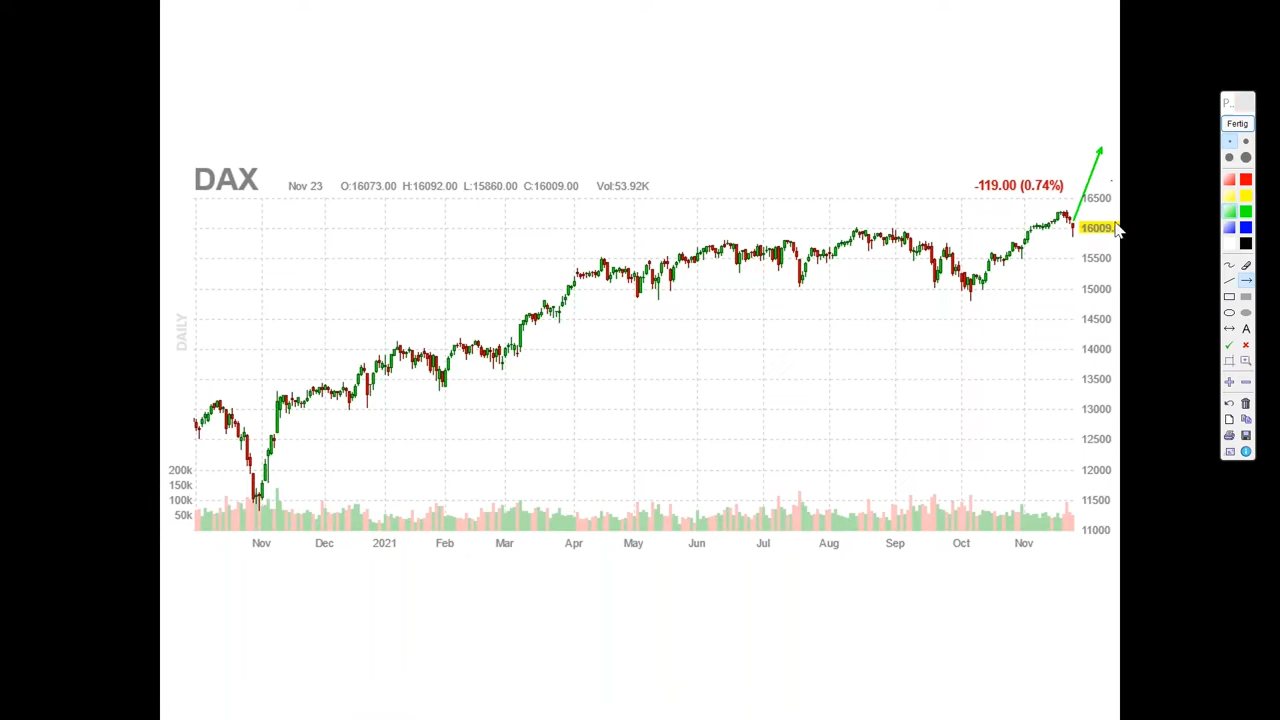 P...
Fertig
DAX Nov 23 O:16073.00 H:16092.00 L:15860.00 C:16009.00 Vol:53.92K -119.00 (0.74%)
16500
16009.
15500
15000
14500
14000
13500
13000
12500
12000
11500
11000
DAILY
200k
150k
100k
50k
Nov Dec 2021 Feb Mar Apr May Jun Jul Aug Sep Oct Nov
A